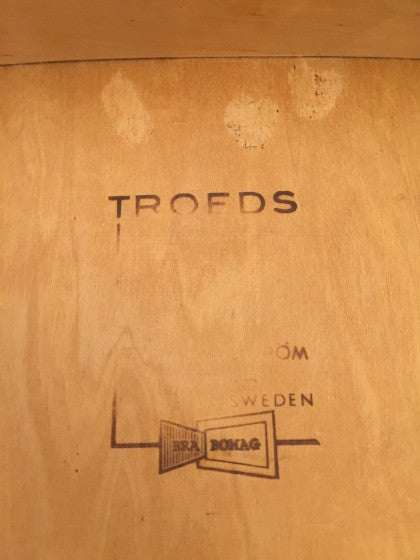 TROEDS
ÖM
SWEDEN
BRA BOHAG